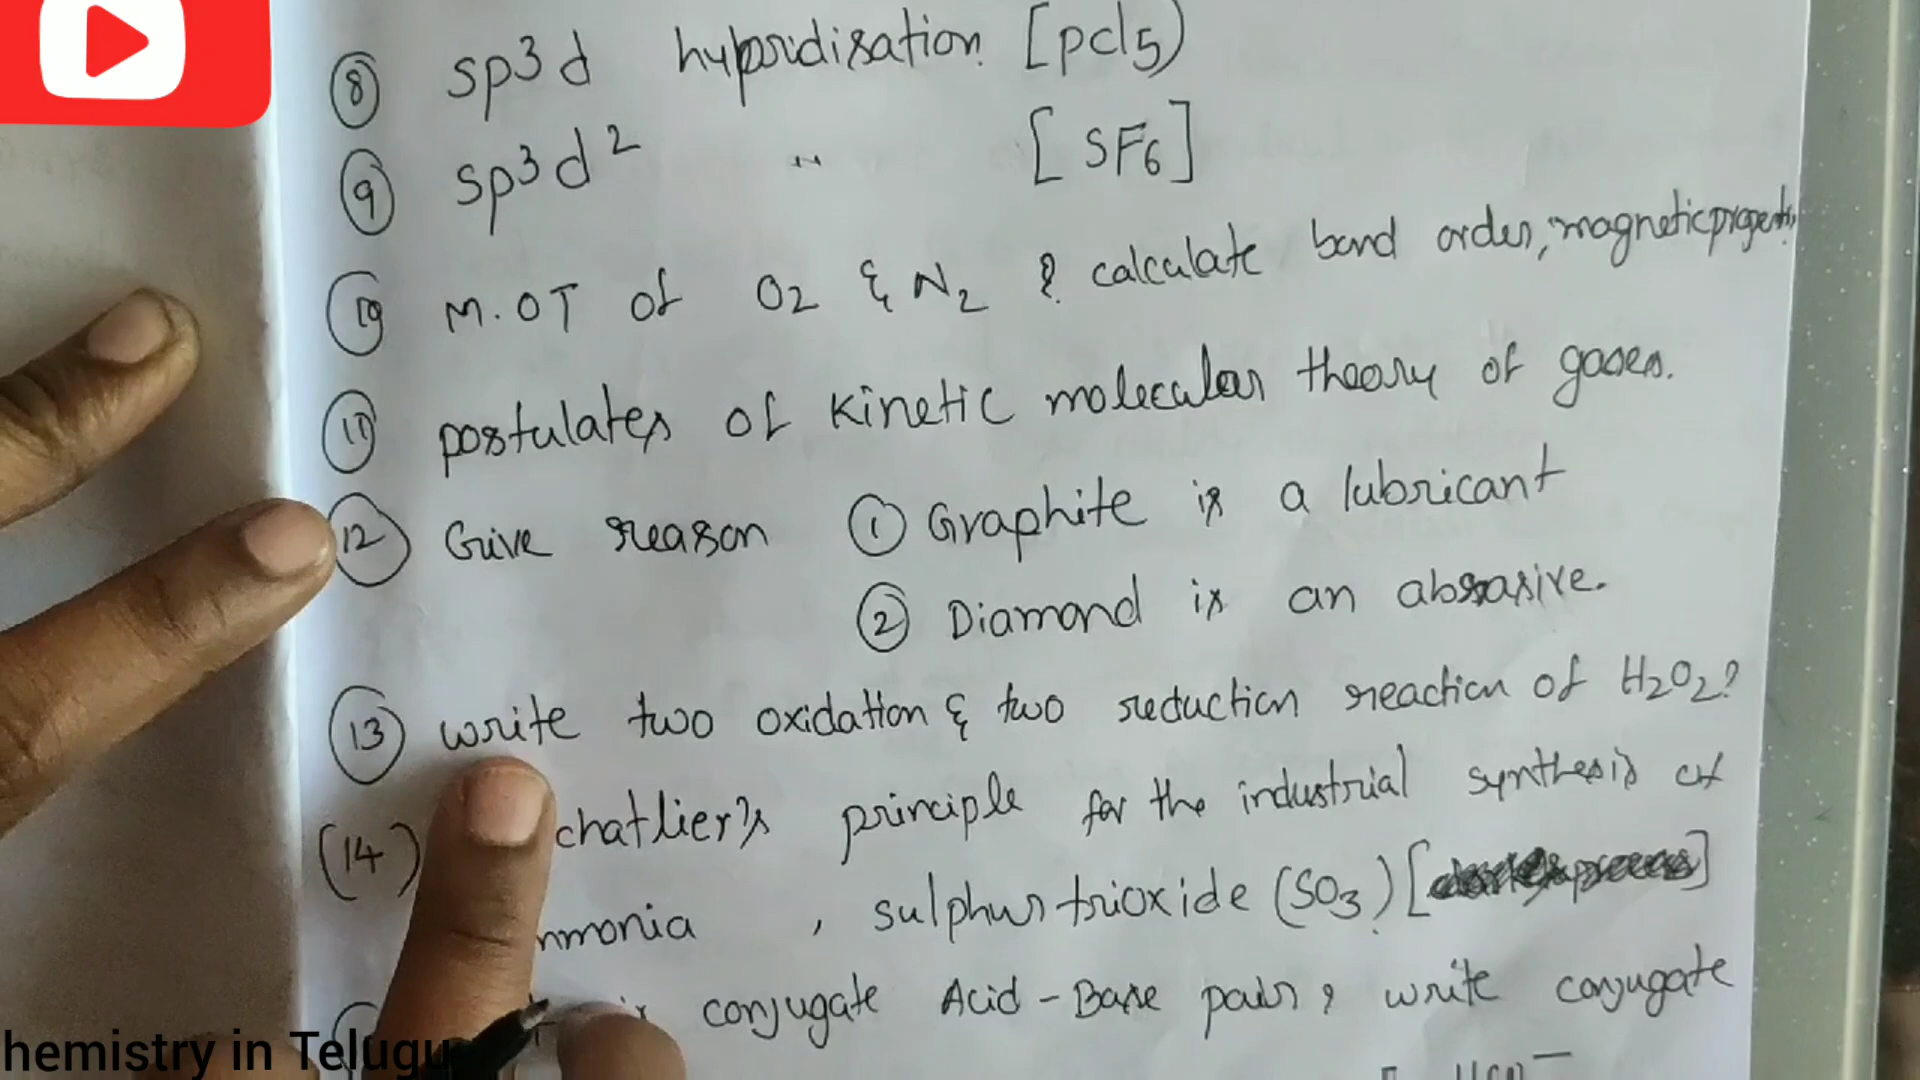 8 sp3d hybridisation [pcl5)
9 sp3d2 " [SF6]
10 M.OT of O2 & N2 ? calculate bond order, magnetic
11 postulates of Kinetic molecular theory of gases.
12 Give reason 1 Graphite is a lubricant
2 Diamond is an abrasive.
13 write two oxidation & two reduction reaction of H2O2?
(14) chatlier's principle for the industrial synthesis of
mmonia , sulphur trioxide (SO3) [ ]
conjugate Acid - Base pair? write conjugate
hemistry in Telugu